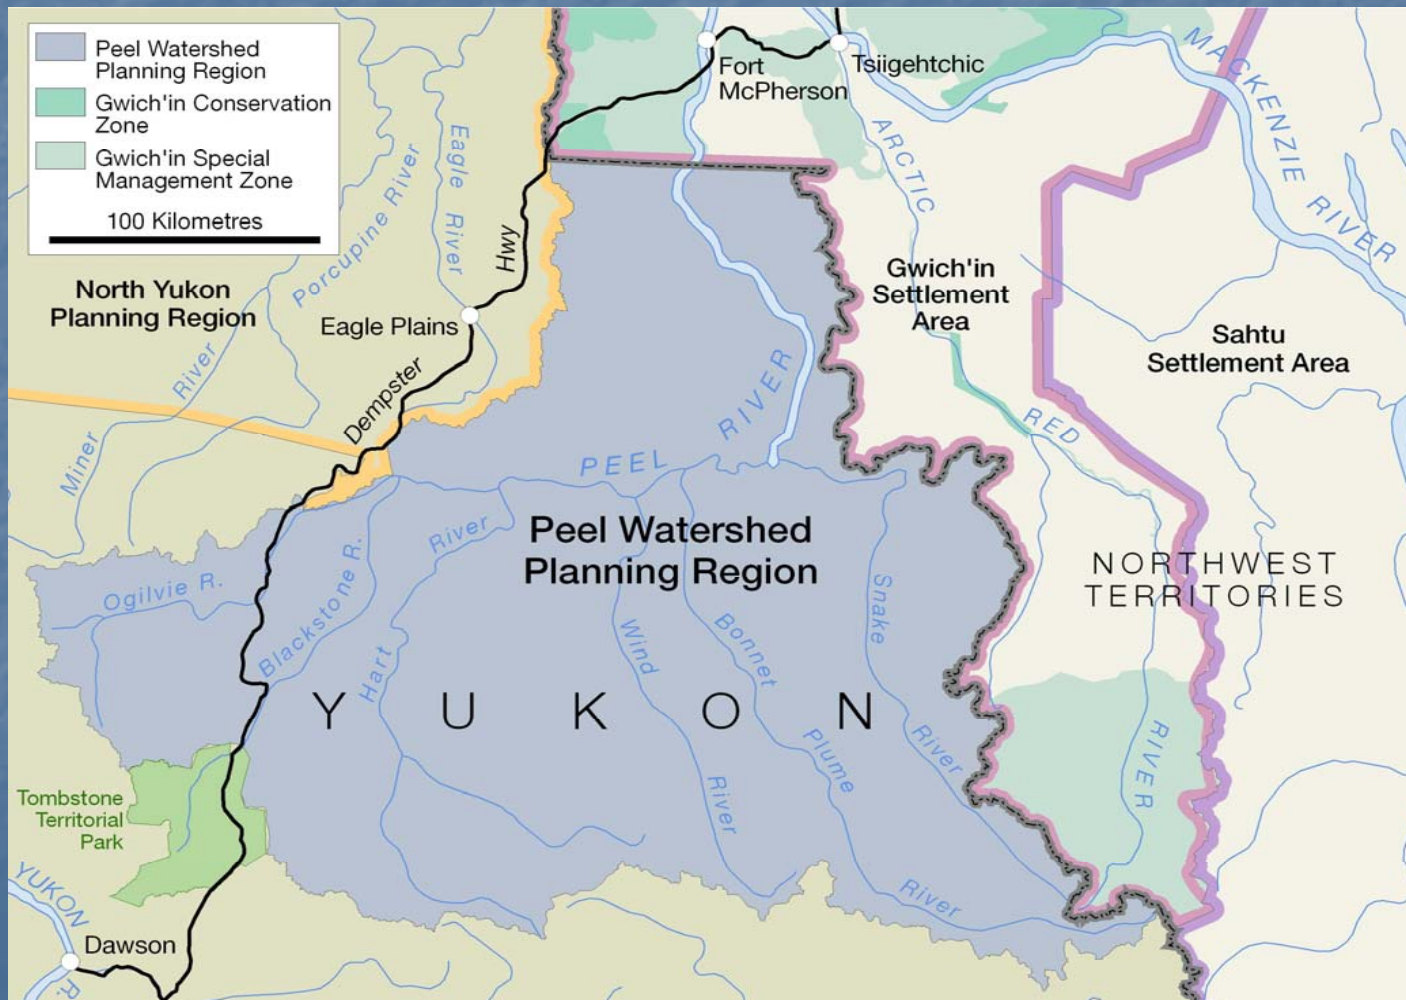 Peel Watershed
Planning Region
Gwich'in Conservation
Zone
Gwich'in Special
Management Zone
100 Kilometres
Fort
McPherson
Tsiigehtchic
MACKENZIE RIVER
Eagle River
Porcupine River
ARCTIC
Hwy
North Yukon
Planning Region
Eagle Plains
Gwich'in
Settlement
Area
Sahtu
Settlement Area
River
Dempster
Miner
RIVER
PEEL
RED
Peel Watershed
Planning Region
NORTHWEST
TERRITORIES
River
Ogilvie R.
Blackstone R.
Hart
Wind
Bonnet
Snake
YUKON
Plume
River
River
RIVER
Tombstone
Territorial
Park
River
YUKON
R.
Dawson